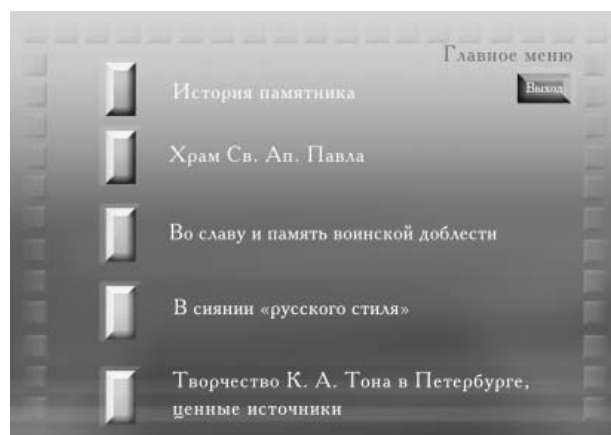 Главное меню
Выход
История памятника
Храм Св. Ап. Павла
Во славу и память воинской доблести
В сиянии «русского стиля»
Творчество К. А. Тона в Петербурге,
ценные источники